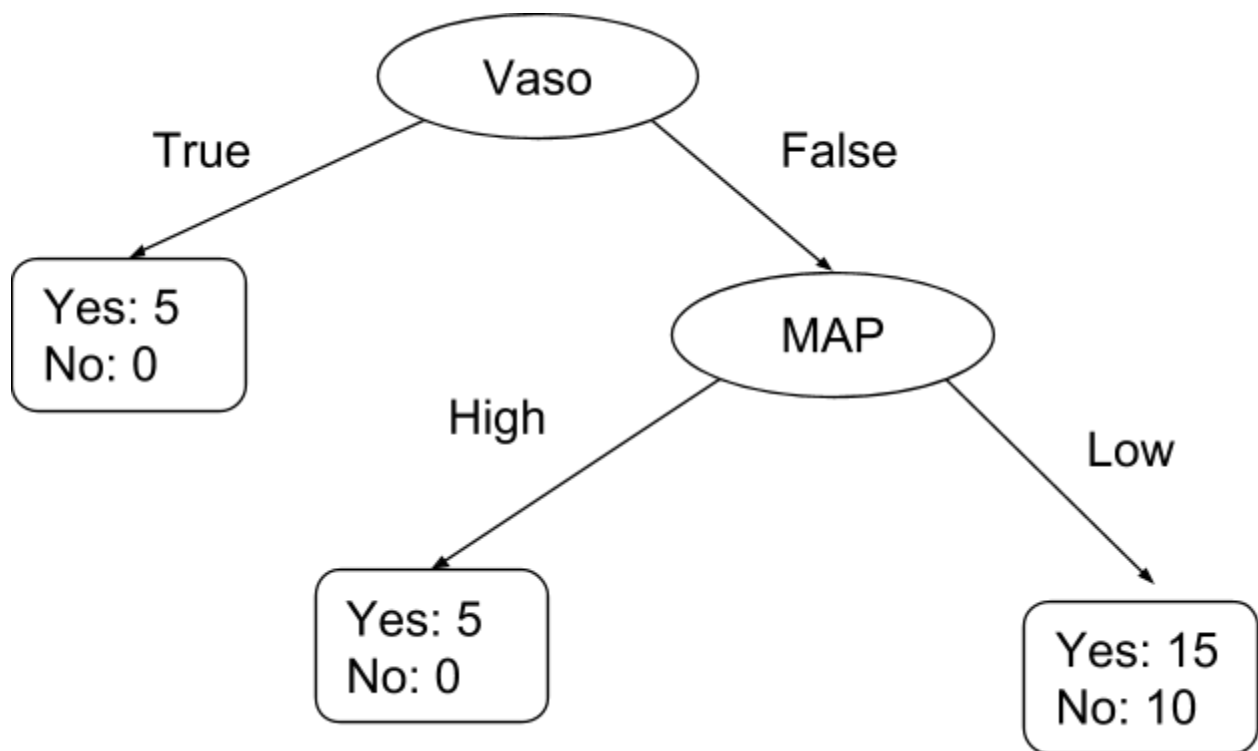 Vaso
True
False
Yes: 5
No: 0
MAP
High
Low
Yes: 5
No: 0
Yes: 15
No: 10